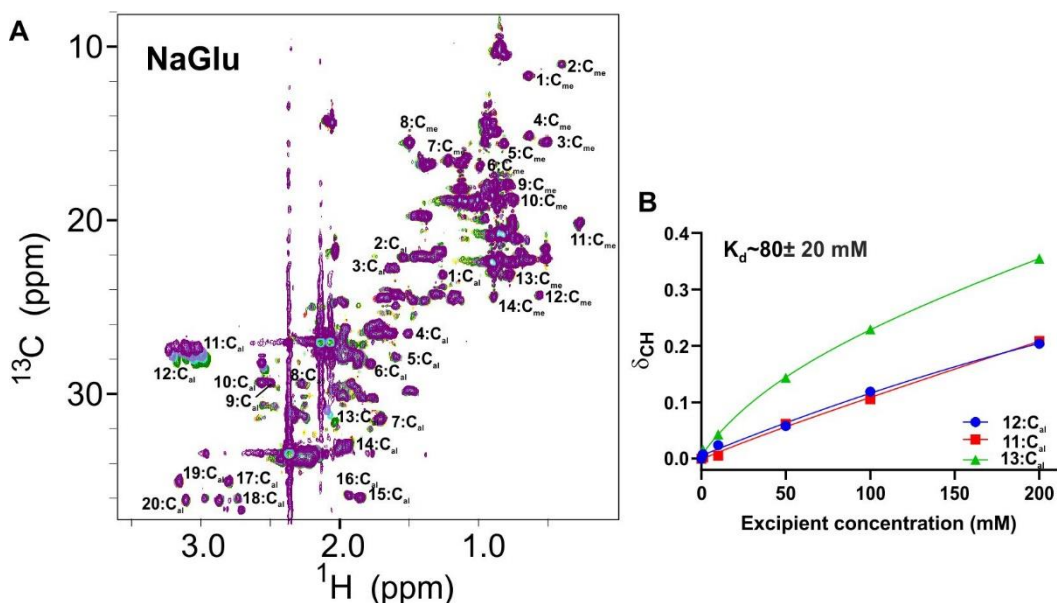 A
NaGlu
10
20
30
¹³C (ppm)
2:Cme
1:Cme
4:Cme
3:Cme
8:Cme
7:Cme
5:Cme
6:Cme
9:Cme
10:Cme
11:Cme
2:Cal
3:Cal
1:Cal
13:Cme
12:Cme
14:Cme
4:Cal
11:Cal
5:Cal
12:Cal
6:Cal
10:Cal
8:C
9:Cal
13:C
7:Cal
14:Cal
19:Cal
17:Cal
16:Cal
15:Cal
20:Cal
18:Cal
3.0 2.0 1.0
¹H (ppm)
B
Kd~80± 20 mM
0.4
0.3
0.2
0.1
0.0
δCH
12:Cal
11:Cal
13:Cal
0 50 100 150 200
Excipient concentration (mM)